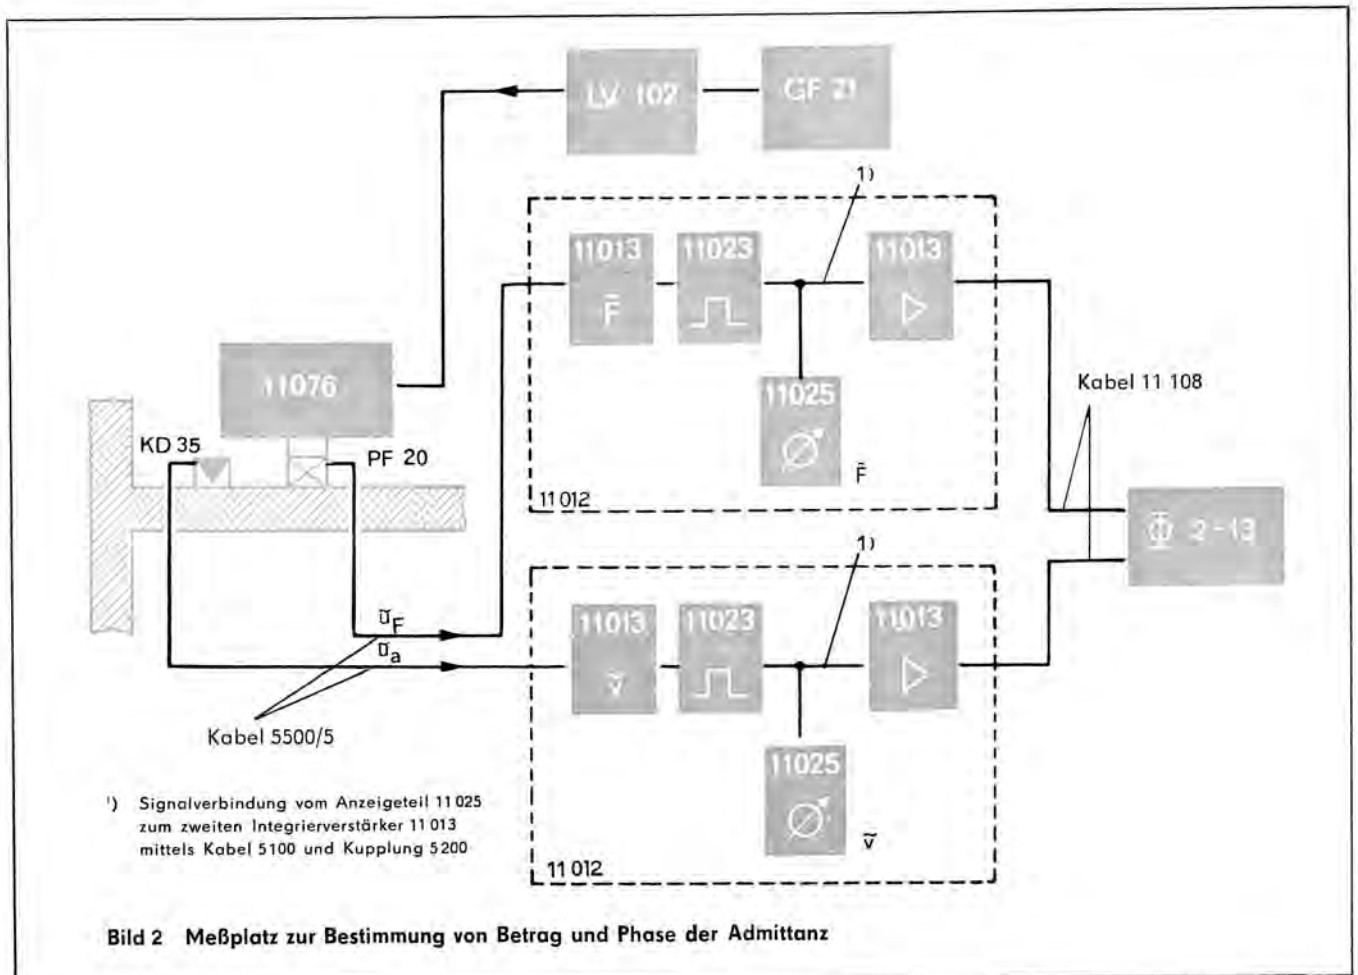 LV 102
GF 21
1)
11013
11023
11013
F̃
11025
F̃
11012
11076
KD 35
PF 20
Kabel 11 108
Φ 2-13
ũF
ũa
Kabel 5500/5
1)
11013
11023
11013
ṽ
11025
ṽ
11012
¹) Signalverbindung vom Anzeigeteil 11 025
zum zweiten Integrierverstärker 11 013
mittels Kabel 5100 und Kupplung 5200
Bild 2 Meßplatz zur Bestimmung von Betrag und Phase der Admittanz